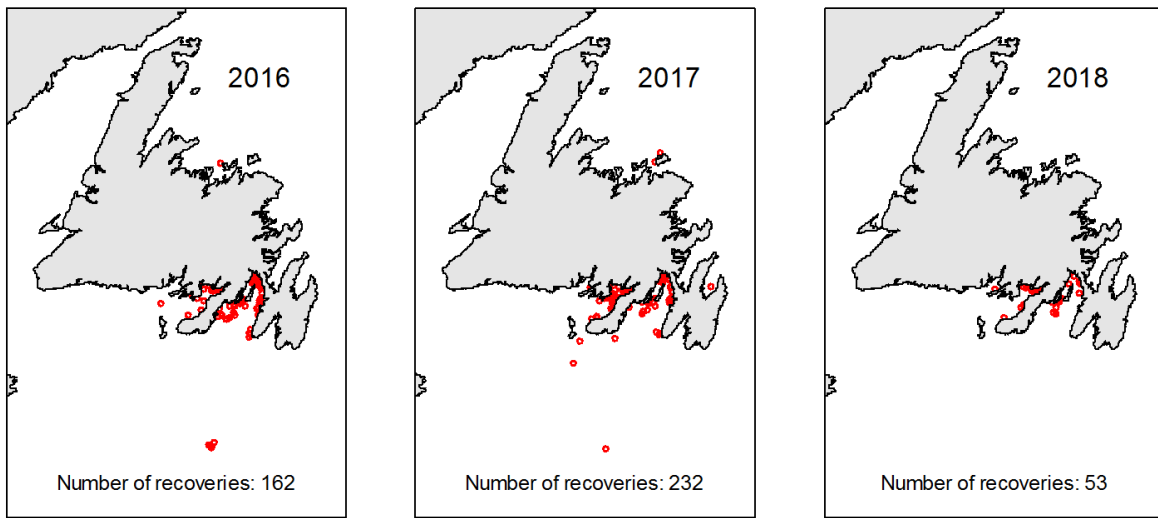 2016
2017
2018
Number of recoveries: 162
Number of recoveries: 232
Number of recoveries: 53